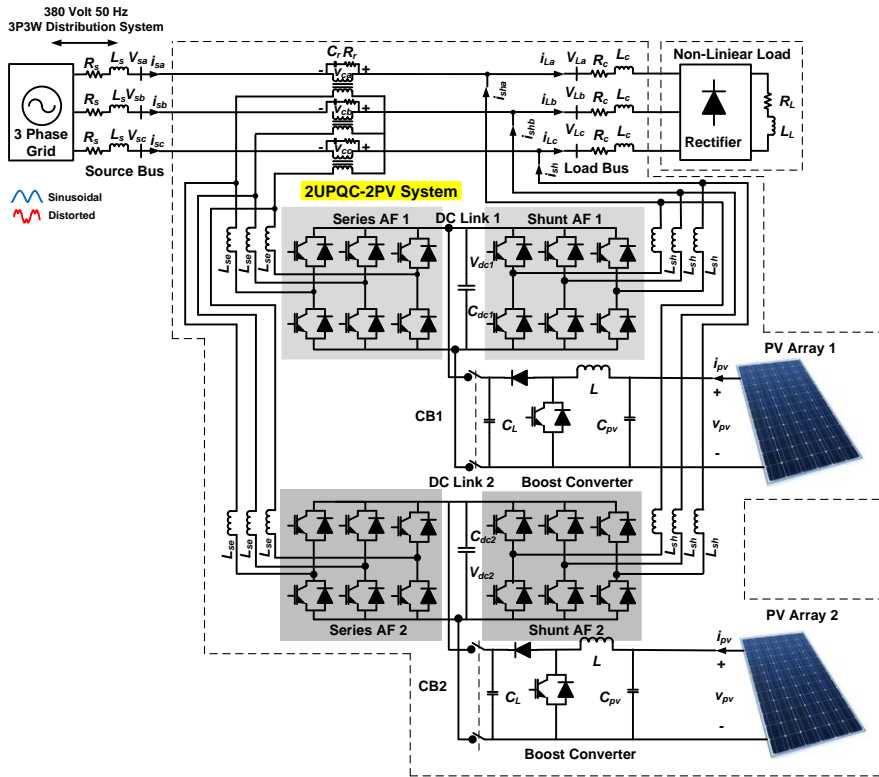 380 Volt 50 Hz
3P3W Distribution System
Rs Ls Vsa isa
Rs Ls Vsb isb
Rs Ls Vsc isc
3 Phase
Grid
Source Bus
Sinusoidal
Distorted
Cr Rr
- Vca +
- Vcb +
- Vcc +
isha
ishb
ish
iLa VLa Rc Lc
iLb VLb Rc Lc
iLc VLc Rc Lc
Load Bus
Non-Liniear Load
Rectifier
RL
LL
2UPQC-2PV System
Series AF 1
DC Link 1
Shunt AF 1
Lse Lse Lse
Vdc1
Cdc1
Lsh Lsh Lsh
PV Array 1
CB1
CL
L
Cpv
ipv
+
vpv
-
DC Link 2
Boost Converter
Lse Lse Lse
Cdc2
Vdc2
Lsh Lsh Lsh
Series AF 2
Shunt AF 2
PV Array 2
CB2
CL
L
Cpv
ipv
+
vpv
-
Boost Converter